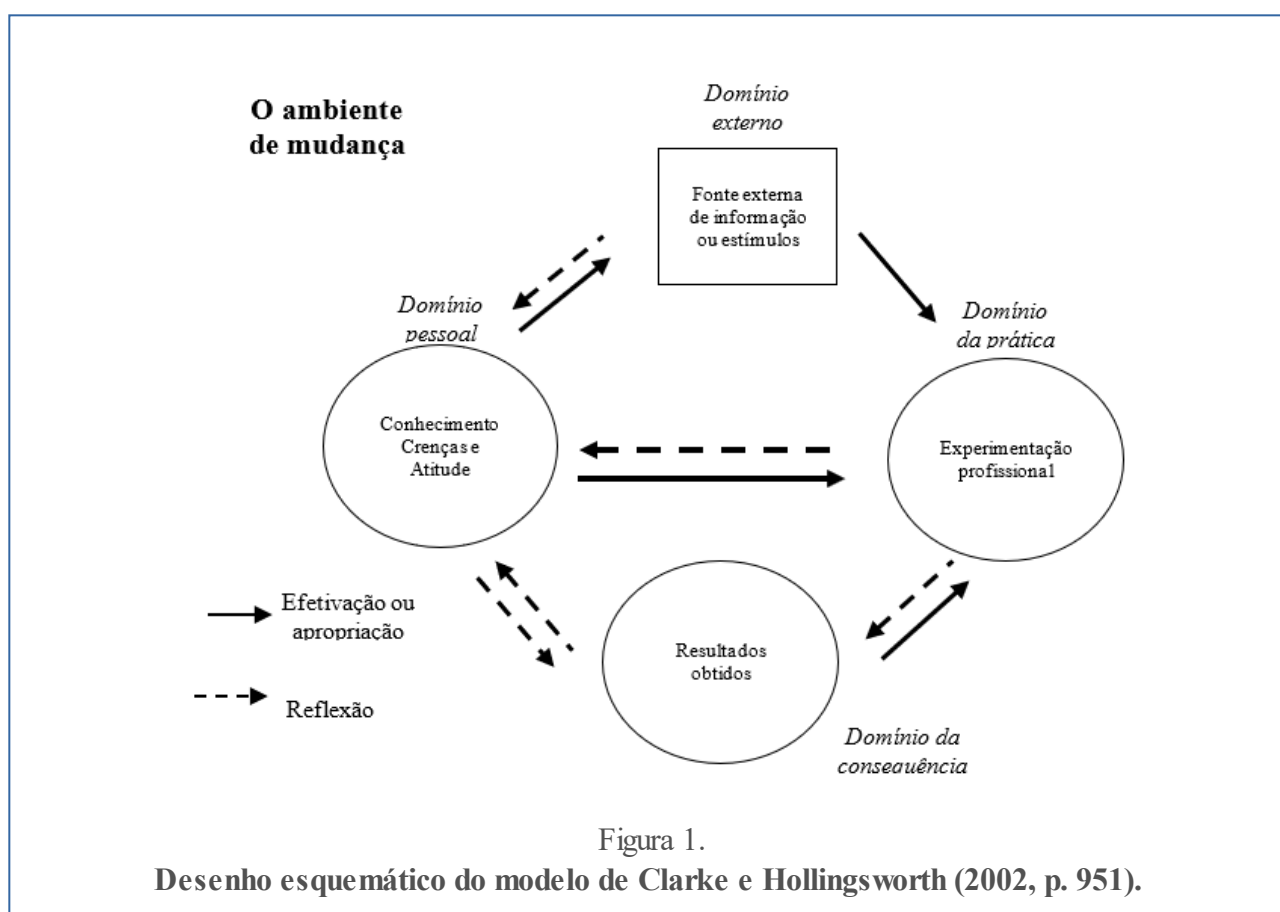 O ambiente
de mudança
Domínio
externo
Fonte externa
de informação
ou estímulos
Domínio
pessoal
Domínio
da prática
Conhecimento
Crenças e
Atitude
Experimentação
profissional
Efetivação ou
apropriação
Resultados
obtidos
Reflexão
Domínio da
consequência
Figura 1.
Desenho esquemático do modelo de Clarke e Hollingsworth (2002, p. 951).